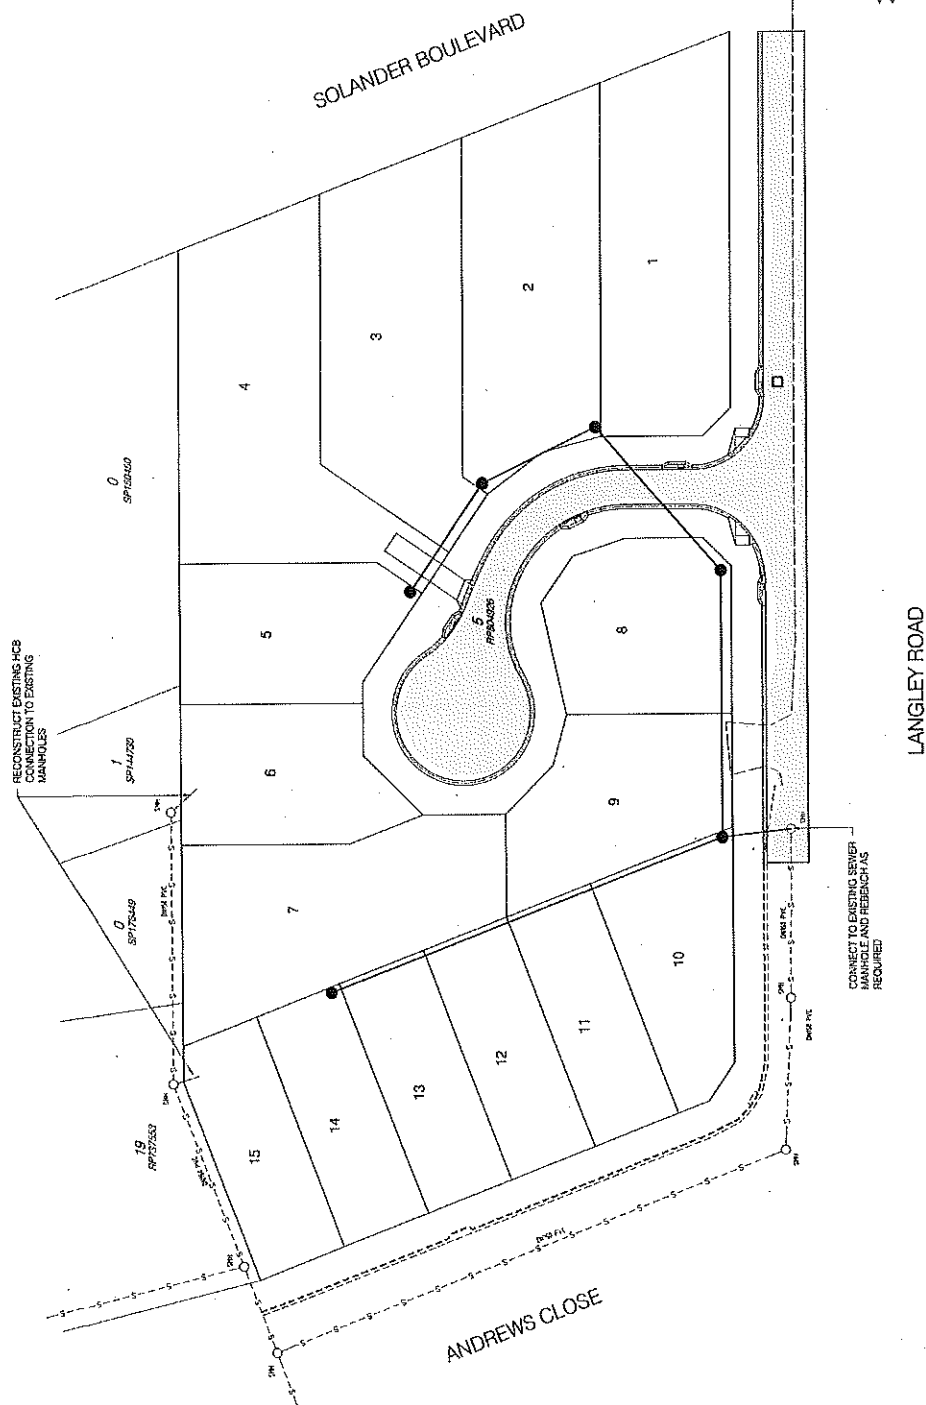 SOLANDER BOULEVARD
1
2
3
4
0
SP150450
5
5
RP804926
8
RECONSTRUCT EXISTING HCB
CONNECTION TO EXISTING
MANHOLES
1
SP144730
6
9
0
SP175449
7
10
11
12
13
14
15
19
RP737553
LANGLEY ROAD
CONNECT TO EXISTING SEWER
MANHOLE AND REBENCH AS
REQUIRED
ANDREWS CLOSE